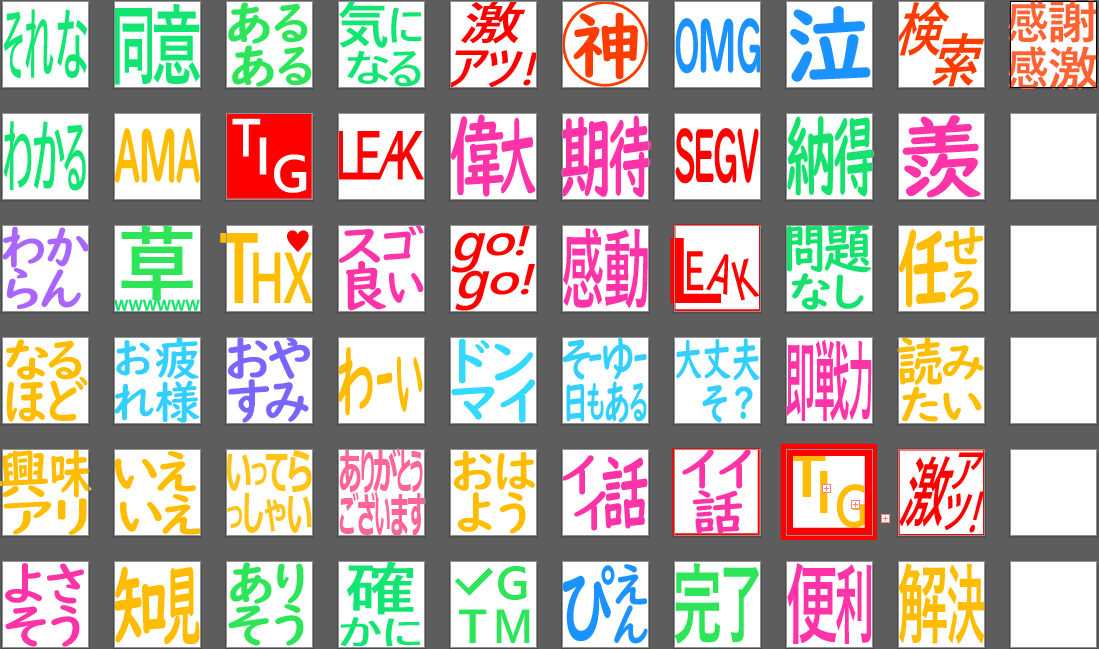 それな
同意
ある
ある
気に
なる
激
アツ!
神
OMG
泣
検
索
感謝
感激
わかる
AMA
TIG
LEAK
偉大
期待
SEGV
納得
羨
わか
らん
草
wwwwww
THX♥
スゴ
良い
go!
go!
感動
LEAK
問題
なし
任せろ
なる
ほど
お疲
れ様
おや
すみ
わーい
ドン
マイ
そーゆー
日もある
大丈夫
そ？
即戦力
読み
たい
興味
アリ
いえ
いえ
いってら
っしゃい
ありがとう
ございます
おは
よう
イイ話
イイ
話
TIG
激アツ!
よさ
そう
知見
あり
そう
確
かに
✓G
TM
ぴえん
完了
便利
解決